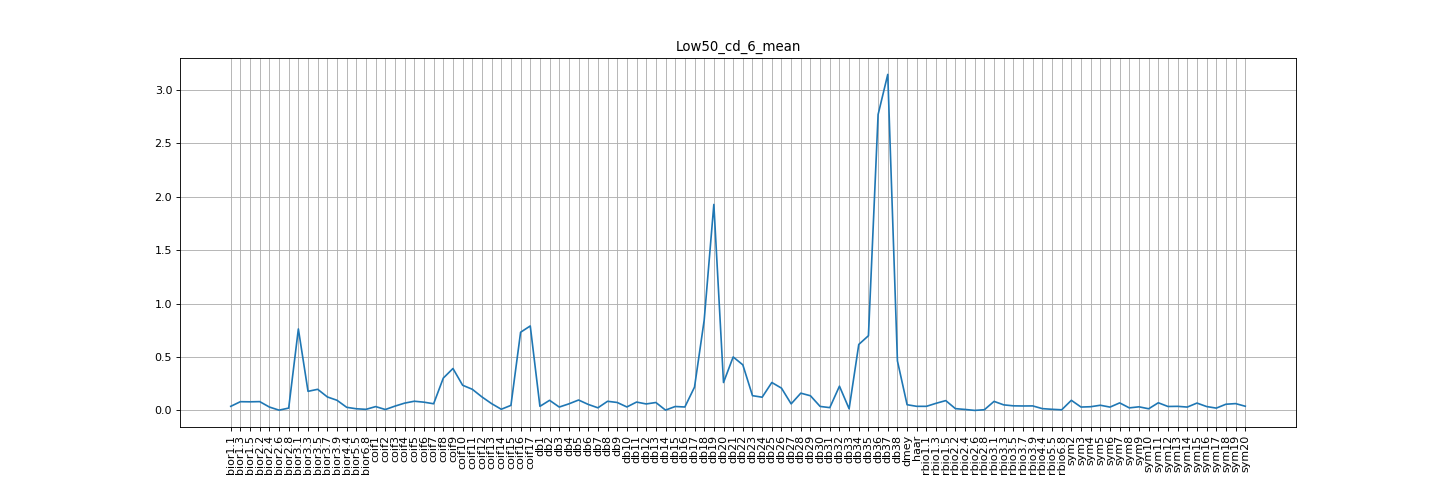 Low50_cd_6_mean
3.0
2.5
2.0
1.5
1.0
0.5
0.0
bior1.1
bior1.3
bior1.5
bior2.2
bior2.4
bior2.6
bior2.8
bior3.1
bior3.3
bior3.5
bior3.7
bior3.9
bior4.4
bior5.5
bior6.8
coif1
coif2
coif3
coif4
coif5
coif6
coif7
coif8
coif9
coif10
coif11
coif12
coif13
coif14
coif15
coif16
coif17
db1
db2
db3
db4
db5
db6
db7
db8
db9
db10
db11
db12
db13
db14
db15
db16
db17
db18
db19
db20
db21
db22
db23
db24
db25
db26
db27
db28
db29
db30
db31
db32
db33
db34
db35
db36
db37
db38
dmey
haar
rbio1.1
rbio1.3
rbio1.5
rbio2.2
rbio2.4
rbio2.6
rbio2.8
rbio3.1
rbio3.3
rbio3.5
rbio3.7
rbio3.9
rbio4.4
rbio5.5
rbio6.8
sym2
sym3
sym4
sym5
sym6
sym7
sym8
sym9
sym10
sym11
sym12
sym13
sym14
sym15
sym16
sym17
sym18
sym19
sym20